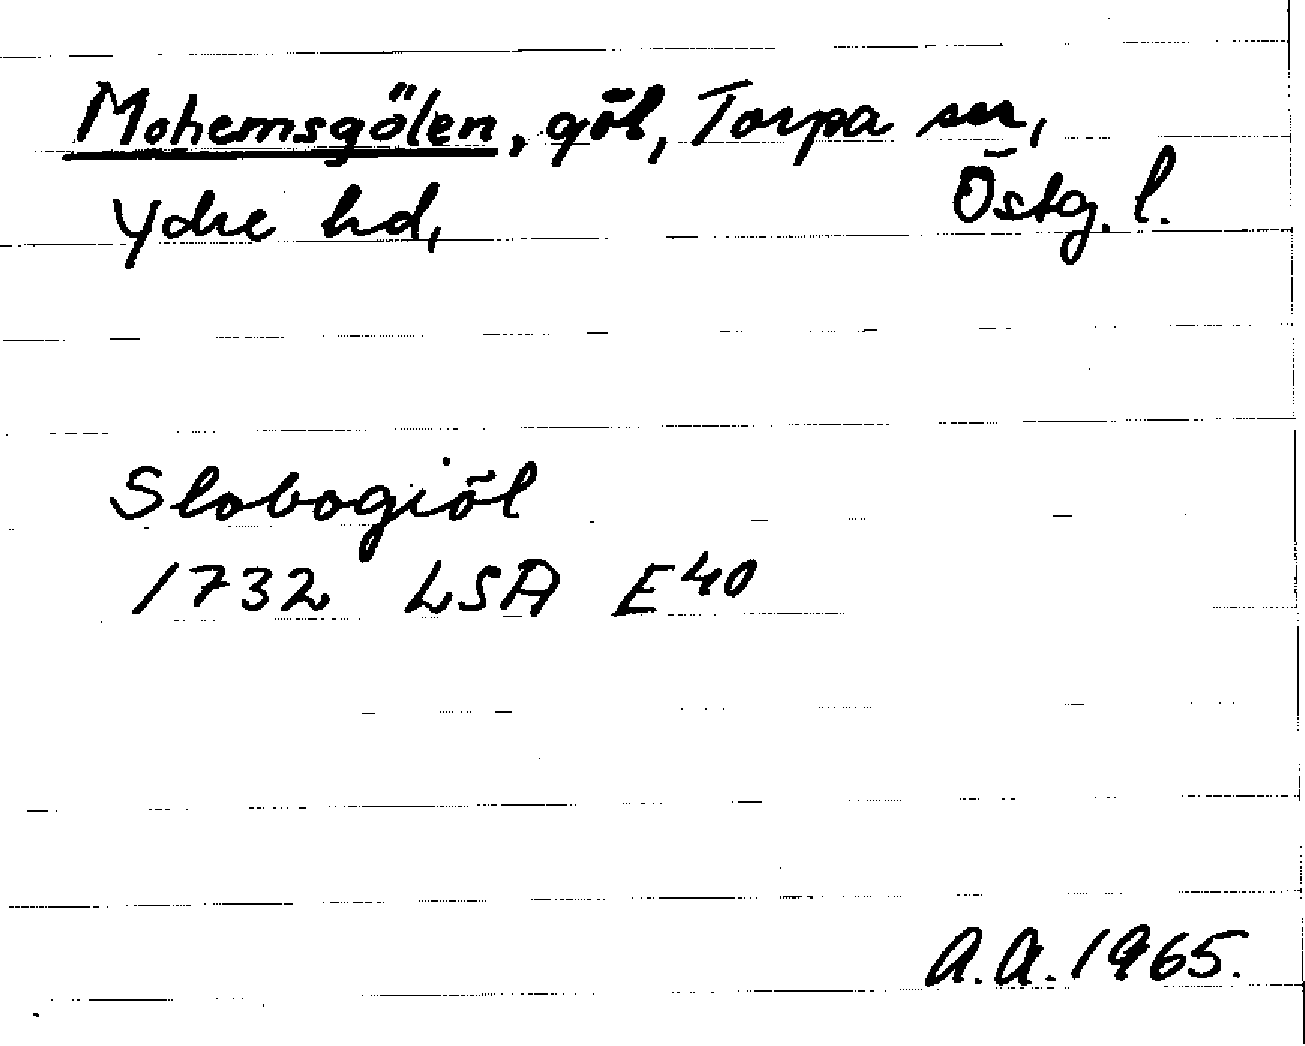 Mohemsgölen, göl, Torpa sn,
Ydre hd, Östg. l.
Slobogiöl
1732 LSA E40
A.A. 1965.